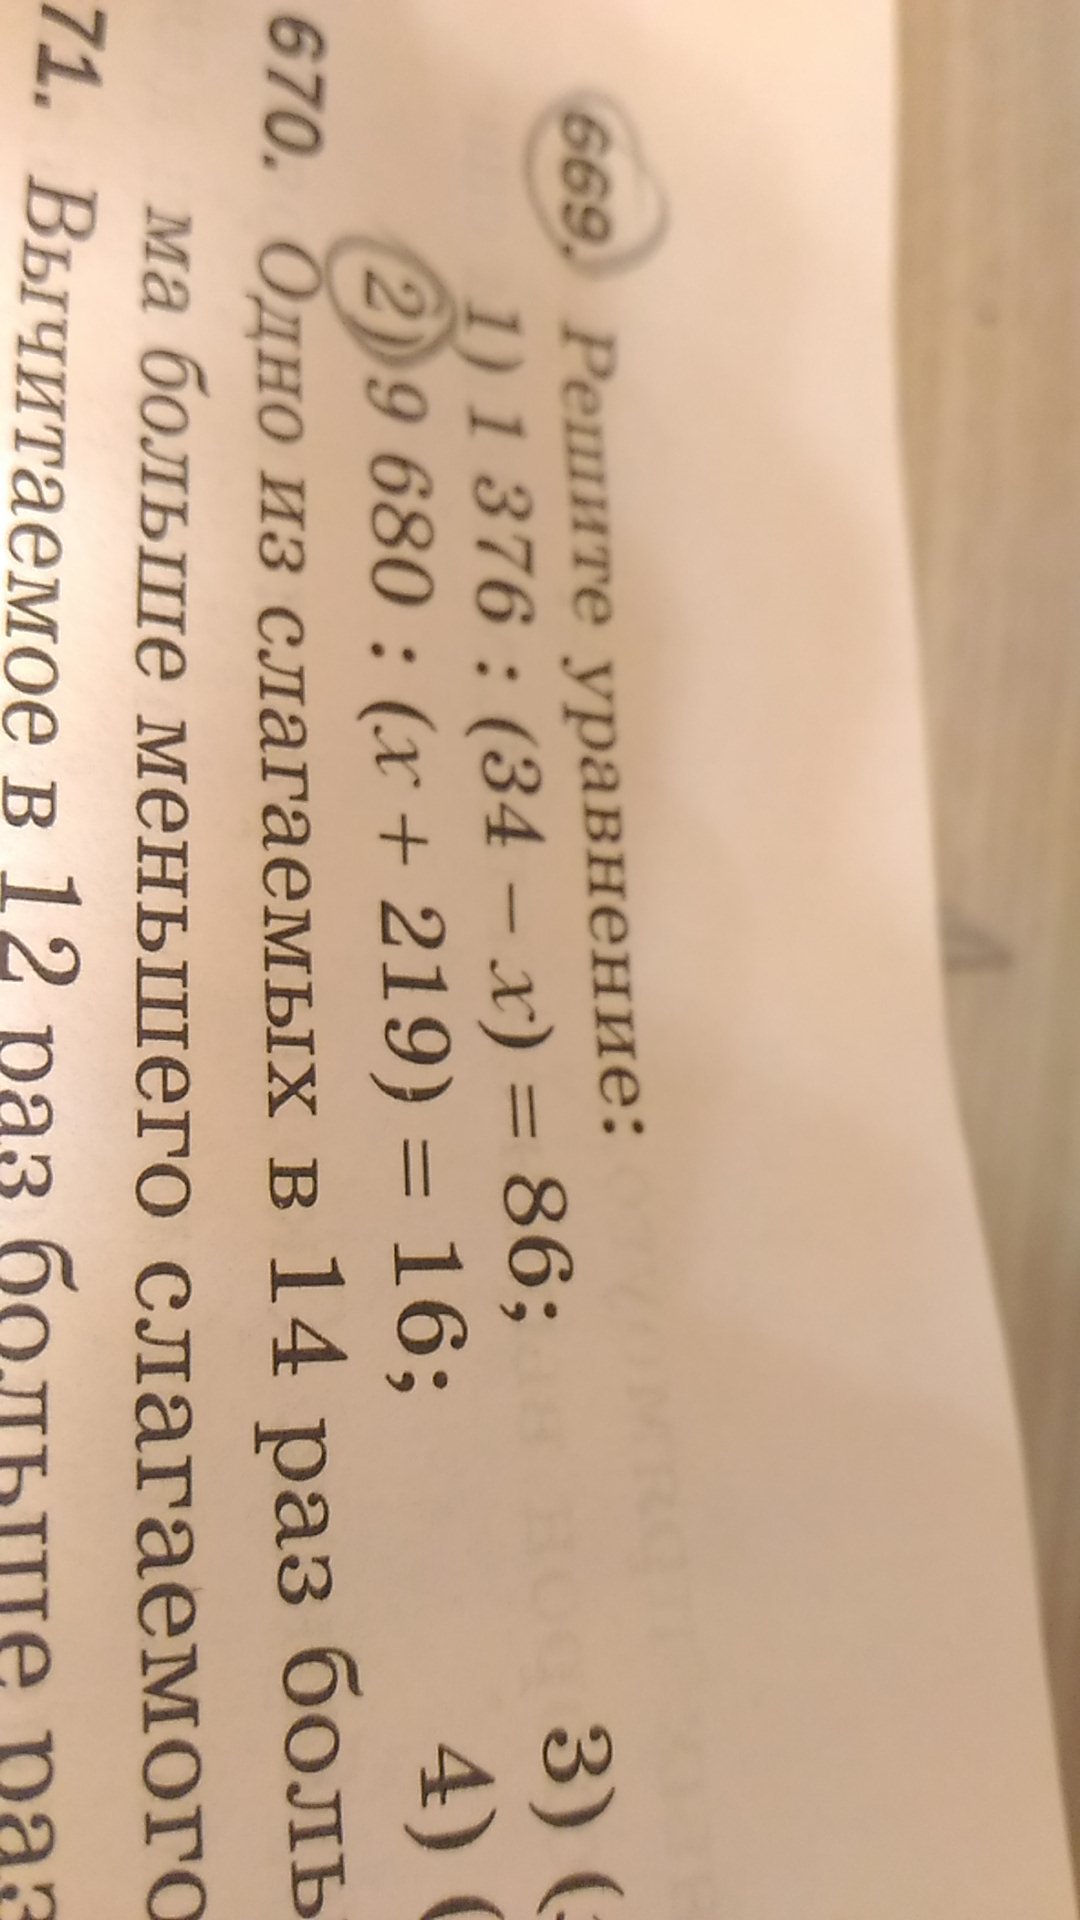 669. Решите уравнение:
1) 1 376 : (34 − x) = 86;
3) (
2) 9 680 : (x + 219) = 16;
4) (
670. Одно из слагаемых в 14 раз боль
ма больше меньшего слагаемого
71. Вычитаемое в 12 раз больше раз